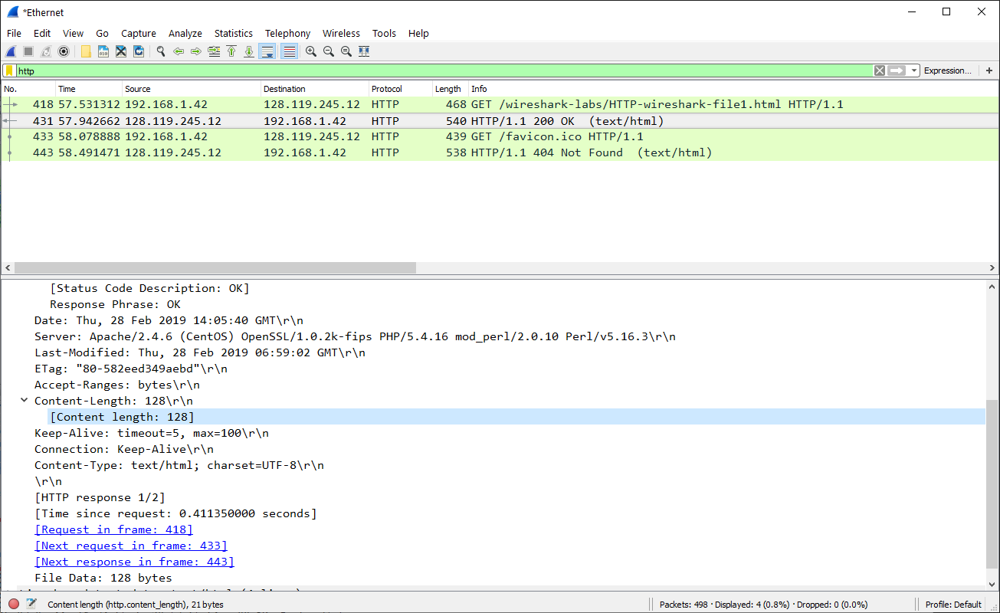 *Ethernet
File Edit View Go Capture Analyze Statistics Telephony Wireless Tools Help
http Expression... +
No. Time Source Destination Protocol Length Info
418 57.531312 192.168.1.42 128.119.245.12 HTTP 468 GET /wireshark-labs/HTTP-wireshark-file1.html HTTP/1.1
431 57.942662 128.119.245.12 192.168.1.42 HTTP 540 HTTP/1.1 200 OK (text/html)
433 58.078888 192.168.1.42 128.119.245.12 HTTP 439 GET /favicon.ico HTTP/1.1
443 58.491471 128.119.245.12 192.168.1.42 HTTP 538 HTTP/1.1 404 Not Found (text/html)
[Status Code Description: OK]
Response Phrase: OK
Date: Thu, 28 Feb 2019 14:05:40 GMT\r\n
Server: Apache/2.4.6 (CentOS) OpenSSL/1.0.2k-fips PHP/5.4.16 mod_perl/2.0.10 Perl/v5.16.3\r\n
Last-Modified: Thu, 28 Feb 2019 06:59:02 GMT\r\n
ETag: "80-582eed349aebd"\r\n
Accept-Ranges: bytes\r\n
Content-Length: 128\r\n
[Content length: 128]
Keep-Alive: timeout=5, max=100\r\n
Connection: Keep-Alive\r\n
Content-Type: text/html; charset=UTF-8\r\n
\r\n
[HTTP response 1/2]
[Time since request: 0.411350000 seconds]
[Request in frame: 418]
[Next request in frame: 433]
[Next response in frame: 443]
File Data: 128 bytes
Content length (http.content_length), 21 bytes Packets: 498 · Displayed: 4 (0.8%) · Dropped: 0 (0.0%) Profile: Default